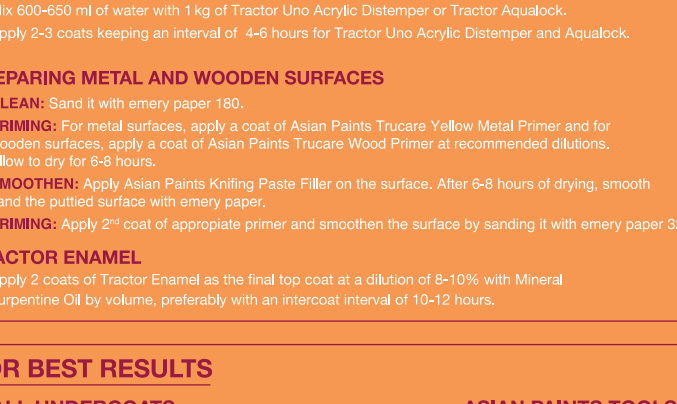 ix 600-650 ml of water with 1 kg of Tractor Uno Acrylic Distemper or Tractor Aqualock.
pply 2-3 coats keeping an interval of 4-6 hours for Tractor Uno Acrylic Distemper and Aqualock.
EPARING METAL AND WOODEN SURFACES
LEAN: Sand it with emery paper 180.
RIMING: For metal surfaces, apply a coat of Asian Paints Trucare Yellow Metal Primer and for
ooden surfaces, apply a coat of Asian Paints Trucare Wood Primer at recommended dilutions.
llow to dry for 6-8 hours.
MOOTHEN: Apply Asian Paints Knifing Paste Filler on the surface. After 6-8 hours of drying, smooth
and the puttied surface with emery paper.
RIMING: Apply 2nd coat of appropiate primer and smoothen the surface by sanding it with emery paper 3
ACTOR ENAMEL
pply 2 coats of Tractor Enamel as the final top coat at a dilution of 8-10% with Mineral
urpentine Oil by volume, preferably with an intercoat interval of 10-12 hours.
OR BEST RESULTS
ALL UNDERCOATS
ASIAN PAINTS TOOLS